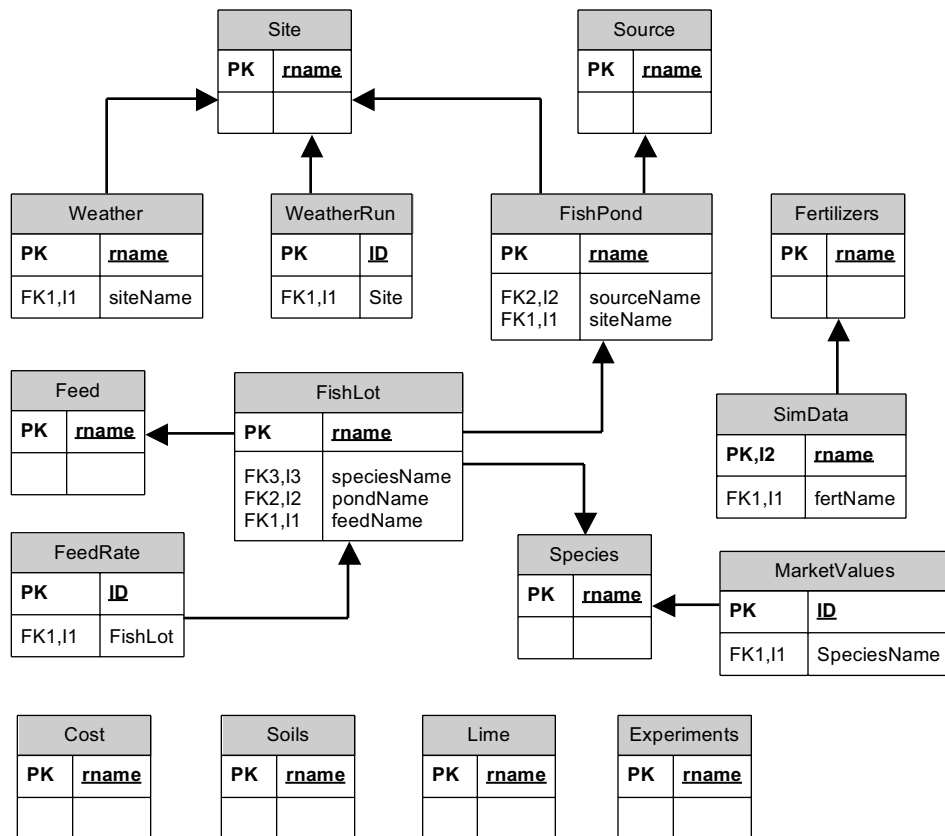 Site
PK rname
Source
PK rname
Weather
PK rname
FK1,I1 siteName
WeatherRun
PK ID
FK1,I1 Site
FishPond
PK rname
FK2,I2 sourceName
FK1,I1 siteName
Fertilizers
PK rname
Feed
PK rname
FishLot
PK rname
FK3,I3 speciesName
FK2,I2 pondName
FK1,I1 feedName
SimData
PK,I2 rname
FK1,I1 fertName
FeedRate
PK ID
FK1,I1 FishLot
Species
PK rname
MarketValues
PK ID
FK1,I1 SpeciesName
Cost
PK rname
Soils
PK rname
Lime
PK rname
Experiments
PK rname